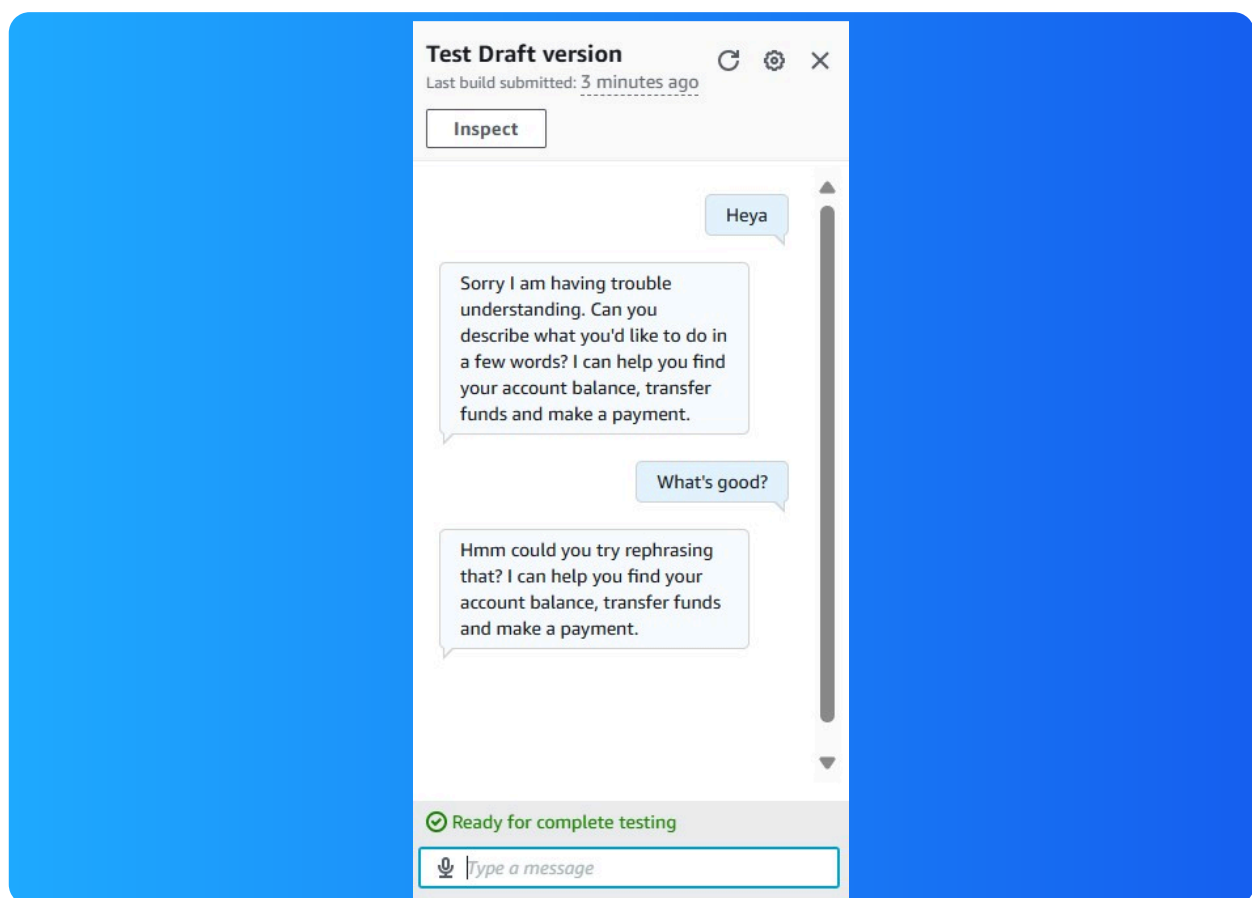 Test Draft version
Last build submitted: 3 minutes ago
Inspect
Heya
Sorry I am having trouble
understanding. Can you
describe what you'd like to do in
a few words? I can help you find
your account balance, transfer
funds and make a payment.
What's good?
Hmm could you try rephrasing
that? I can help you find your
account balance, transfer funds
and make a payment.
Ready for complete testing
Type a message